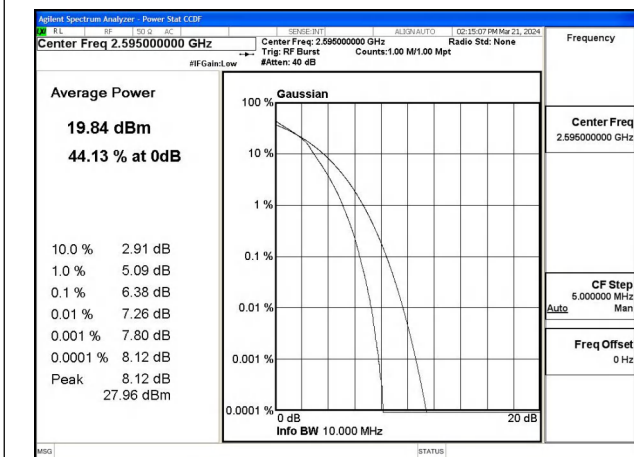 Agilent Spectrum Analyzer - Power Stat CCDF
RL RF 50 Ω AC SENSE:INT ALIGN AUTO 02:15:07 PM Mar 21, 2024
Center Freq 2.595000000 GHz
Center Freq: 2.595000000 GHz Radio Std: None
Trig: RF Burst Counts:1.00 M/1.00 Mpt
#IFGain:Low #Atten: 40 dB
Frequency
Average Power
19.84 dBm
44.13 % at 0dB
10.0 % 2.91 dB
1.0 % 5.09 dB
0.1 % 6.38 dB
0.01 % 7.26 dB
0.001 % 7.80 dB
0.0001 % 8.12 dB
Peak 8.12 dB
27.96 dBm
Gaussian
100 %
10 %
1 %
0.1 %
0.01 %
0.001 %
0.0001 %
0 dB 20 dB
Info BW 10.000 MHz
Center Freq
2.595000000 GHz
CF Step
5.000000 MHz
Auto Man
Freq Offset
0 Hz
MSG STATUS